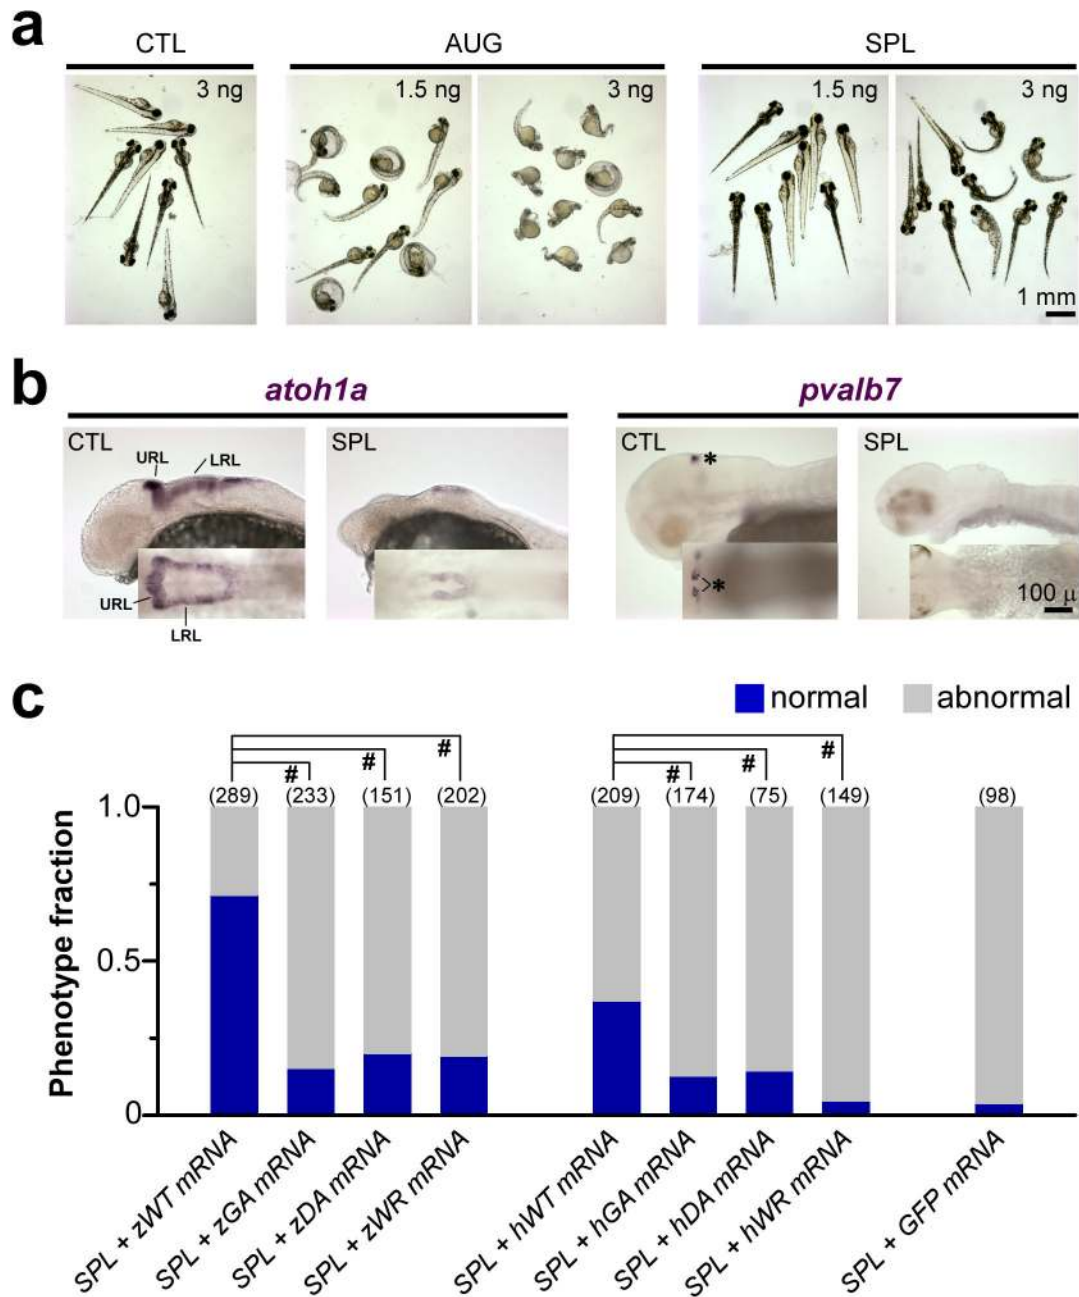 a
CTL AUG SPL
3 ng 1.5 ng 3 ng 1.5 ng 3 ng
1 mm
b
atoh1a pvalb7
CTL SPL CTL SPL
URL LRL *
URL *
LRL
100 μ
c
normal abnormal
# # # # # #
(289) (233) (151) (202) (209) (174) (75) (149) (98)
1.0
0.5
0
Phenotype fraction
SPL + zWT mRNA
SPL + zGA mRNA
SPL + zDA mRNA
SPL + zWR mRNA
SPL + hWT mRNA
SPL + hGA mRNA
SPL + hDA mRNA
SPL + hWR mRNA
SPL + GFP mRNA